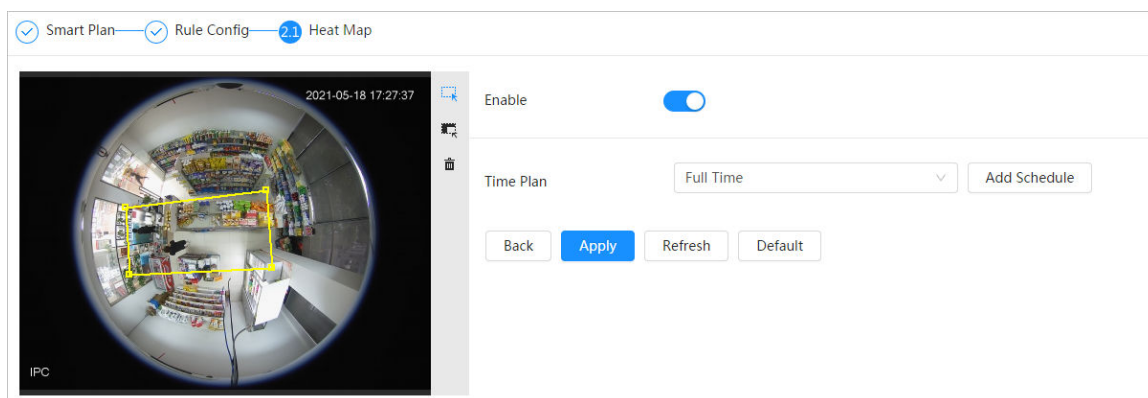 Smart Plan Rule Config 2.1 Heat Map
2021-05-18 17:27:37
Enable
Time Plan Full Time Add Schedule
Back Apply Refresh Default
IPC